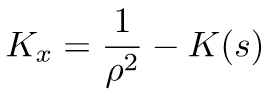 $K_x = \frac{1}{\rho^2} - K(s)$